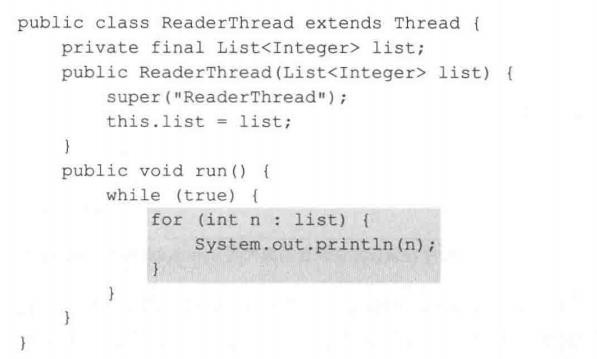 public class ReaderThread extends Thread {
    private final List<Integer> list;
    public ReaderThread(List<Integer> list) {
        super("ReaderThread");
        this.list = list;
    }
    public void run() {
        while (true) {
            for (int n : list) {
                System.out.println(n);
            }
        }
    }
}